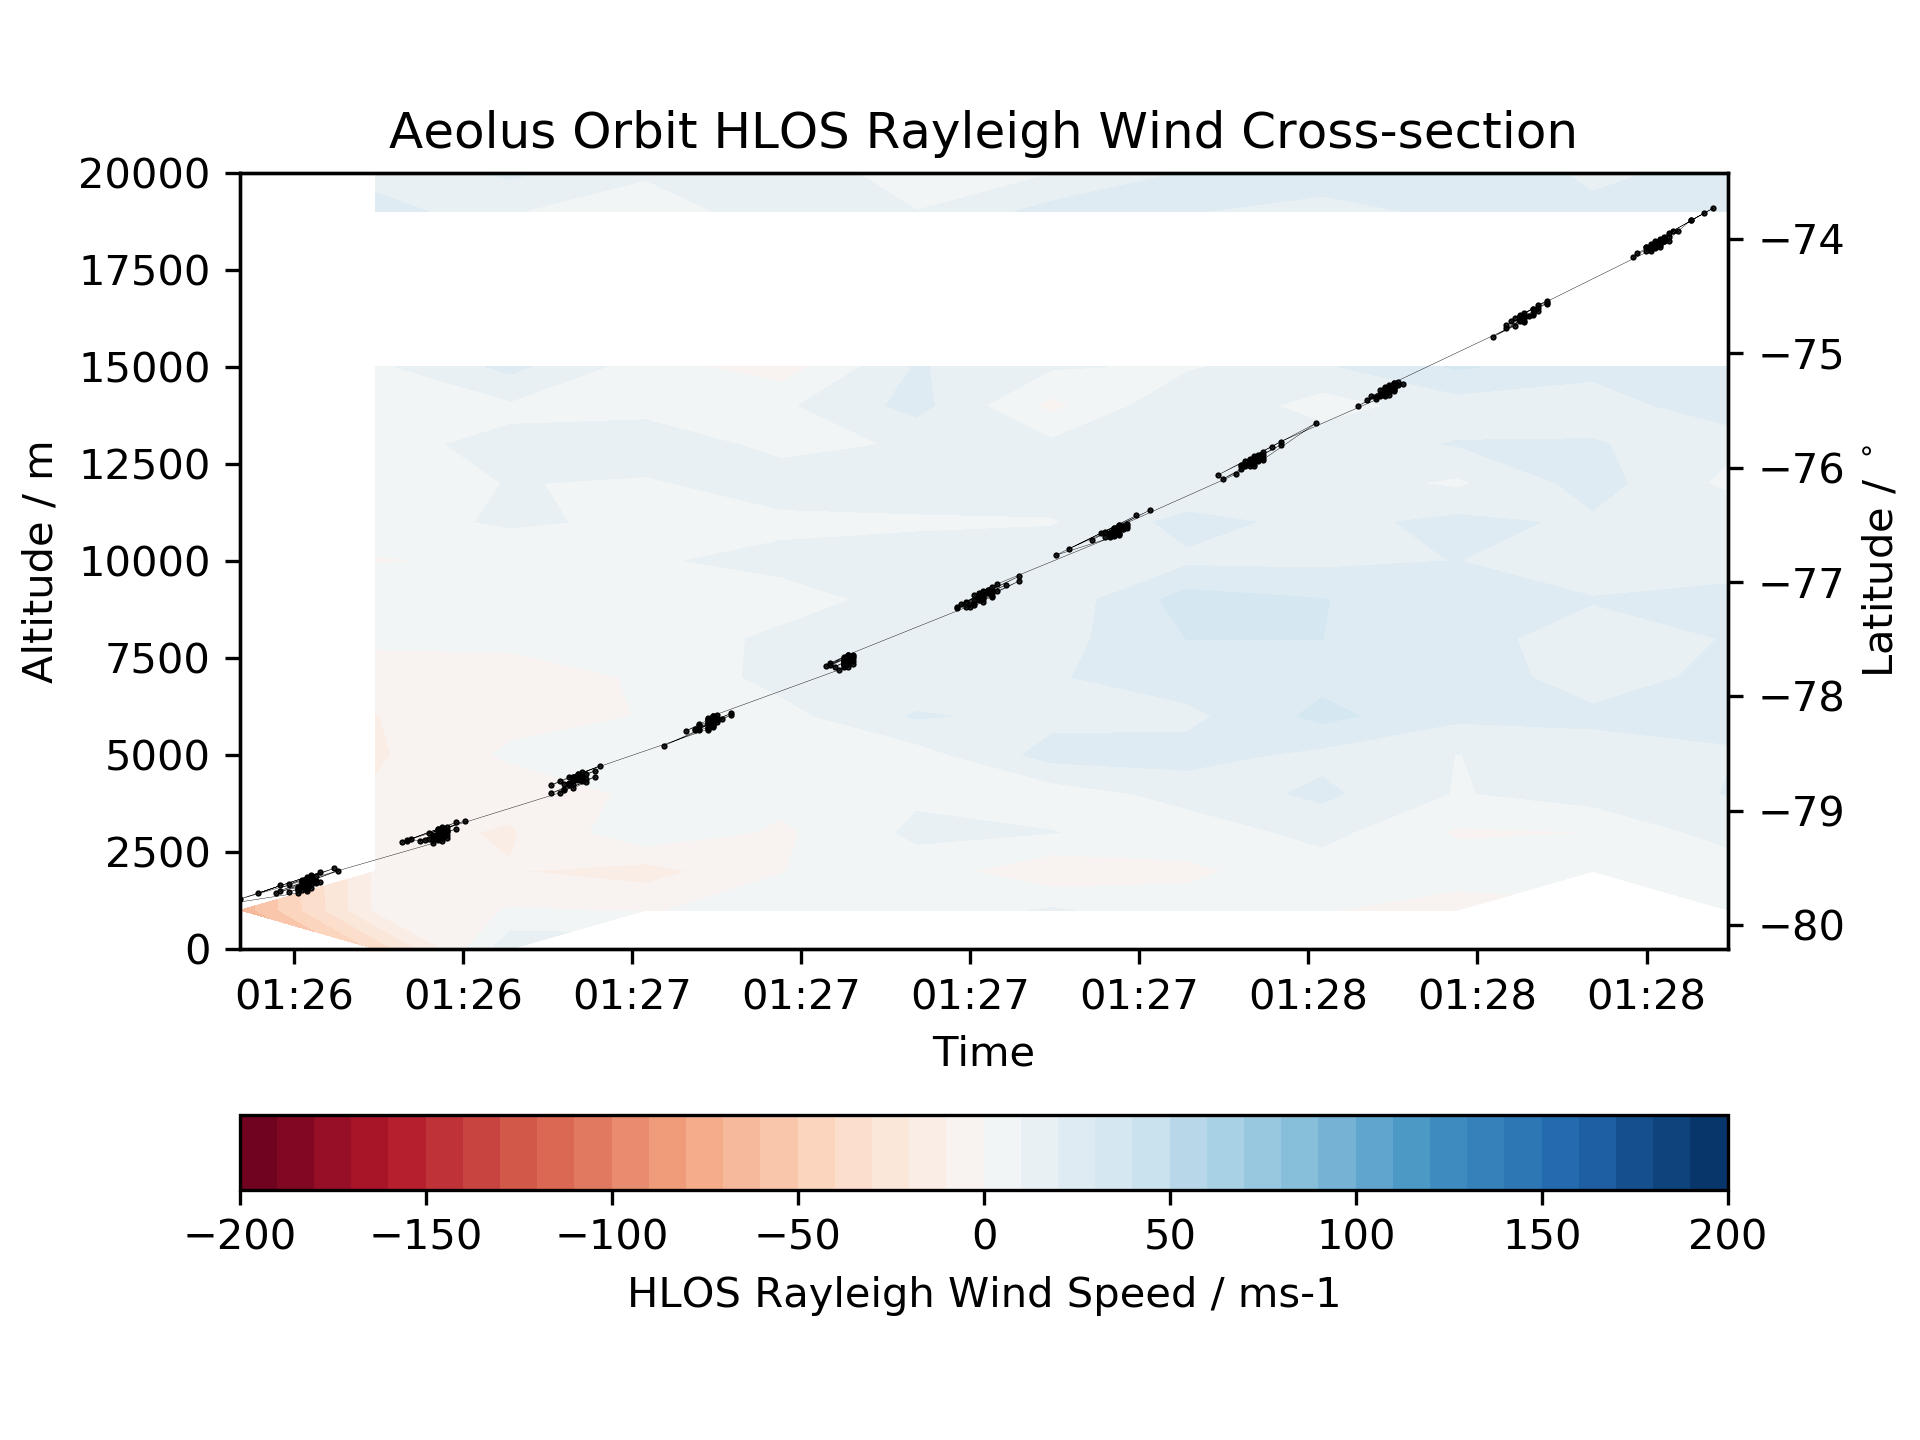 Aeolus Orbit HLOS Rayleigh Wind Cross-section
20000
17500
15000
12500
10000
7500
5000
2500
0
Altitude / m
−74
−75
−76
−77
−78
−79
−80
Latitude / °
01:26 01:26 01:27 01:27 01:27 01:27 01:28 01:28 01:28
Time
−200 −150 −100 −50 0 50 100 150 200
HLOS Rayleigh Wind Speed / ms-1